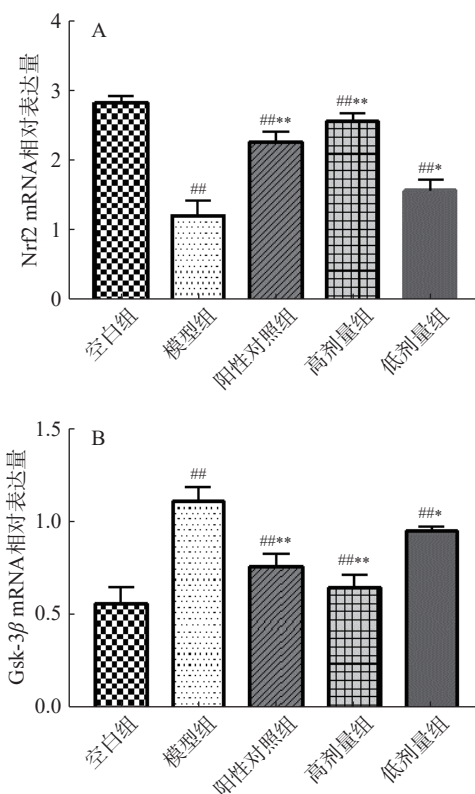 A
Nrf2 mRNA相对表达量
3
2
1
0
##
##**
##**
##*
空白组
模型组
阳性对照组
高剂量组
低剂量组
B
Gsk-3β mRNA相对表达量
1.5
1.0
0.5
0.0
##
##**
##**
##*
空白组
模型组
阳性对照组
高剂量组
低剂量组